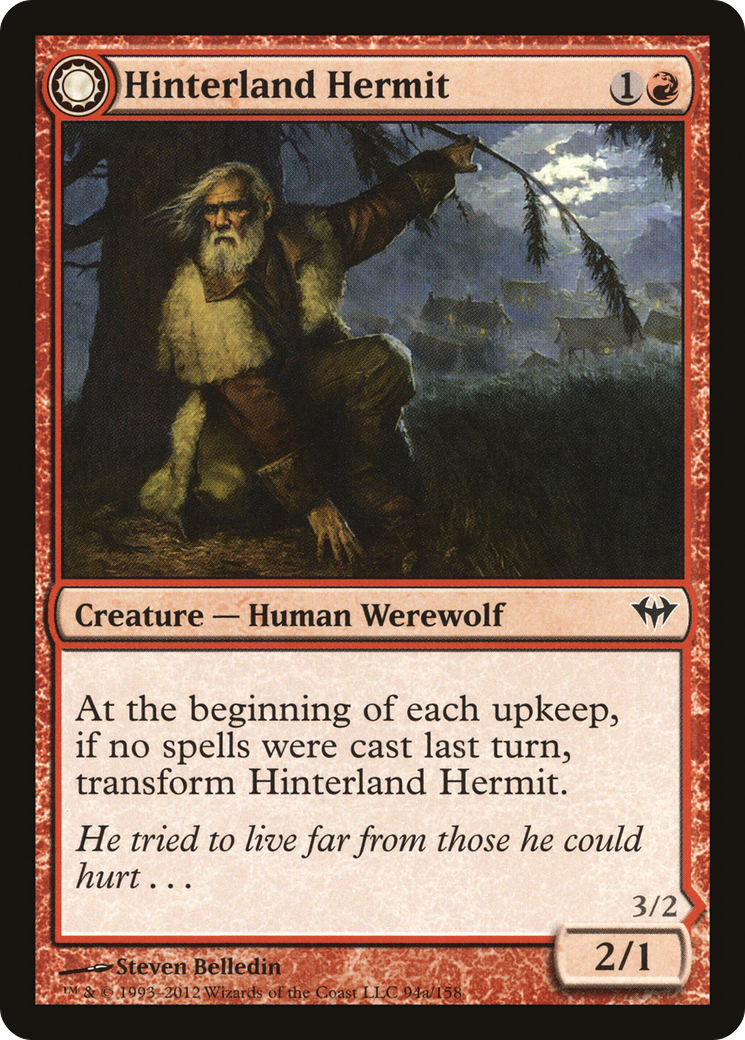 Hinterland Hermit 1
Creature — Human Werewolf
At the beginning of each upkeep,
if no spells were cast last turn,
transform Hinterland Hermit.
He tried to live far from those he could
hurt . . .
3/2
2/1
Steven Belledin
™ & © 1993–2012 Wizards of the Coast LLC 94a/158